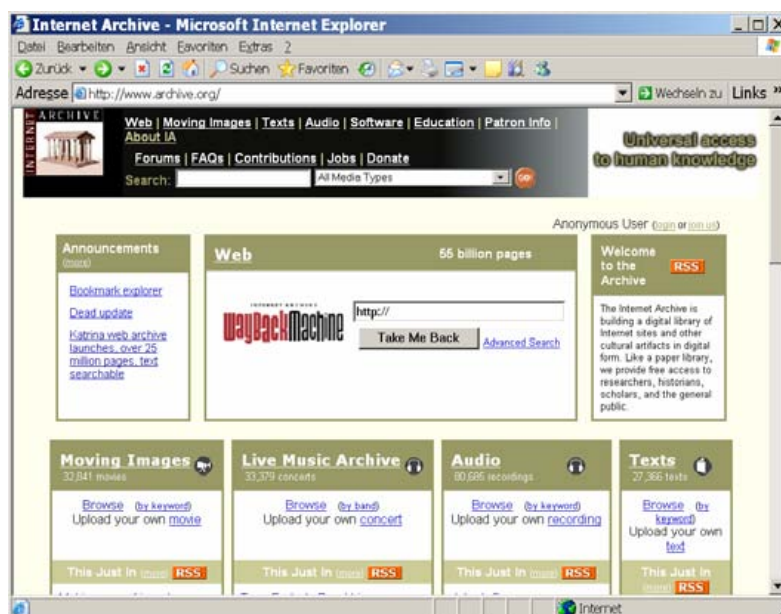 Internet Archive - Microsoft Internet Explorer
Datei Bearbeiten Ansicht Favoriten Extras ?
Zurück Suchen Favoriten
Adresse http://www.archive.org/ Wechseln zu Links »
INTERNET ARCHIVE
Web | Moving Images | Texts | Audio | Software | Education | Patron Info |
About IA
Forums | FAQs | Contributions | Jobs | Donate
Search: All Media Types GO!
Universal access
to human knowledge
Anonymous User (login or join us)
Announcements
(more)
Bookmark explorer
Dead update
Katrina web archive
launches, over 25
million pages, text
searchable
Web 55 billion pages
INTERNET ARCHIVE
WayBackMachine
http://
Take Me Back Advanced Search
Welcome
to the
Archive
RSS
The Internet Archive is
building a digital library of
Internet sites and other
cultural artifacts in digital
form. Like a paper library,
we provide free access to
researchers, historians,
scholars, and the general
public.
Moving Images
32,841 movies
Browse (by keyword)
Upload your own movie
This Just In (more) RSS
Live Music Archive
33,379 concerts
Browse (by band)
Upload your own concert
This Just In (more) RSS
Audio
80,685 recordings
Browse (by keyword)
Upload your own recording
This Just In (more) RSS
Texts
27,366 texts
Browse (by
keyword)
Upload your own
text
This Just In
(more) RSS
Internet